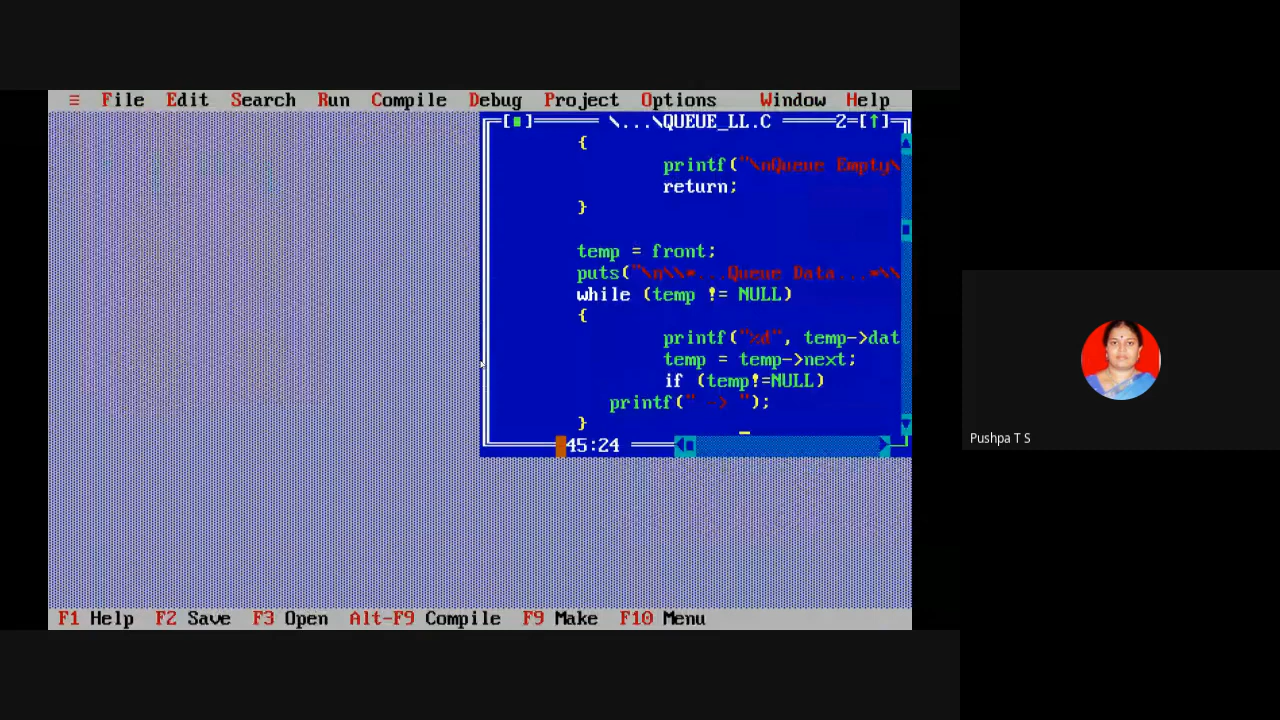 ≡ File Edit Search Run Compile Debug Project Options Window Help
[■] \...\QUEUE_LL.C 2=[↑]
{
printf("\nQueue Empty\
return;
}
temp = front;
puts("\n\\*...Queue Data...*\\
while (temp != NULL)
{
printf("%d", temp->dat
temp = temp->next;
if (temp!=NULL)
printf(" -> ");
}
45:24
F1 Help F2 Save F3 Open Alt-F9 Compile F9 Make F10 Menu
Pushpa T S